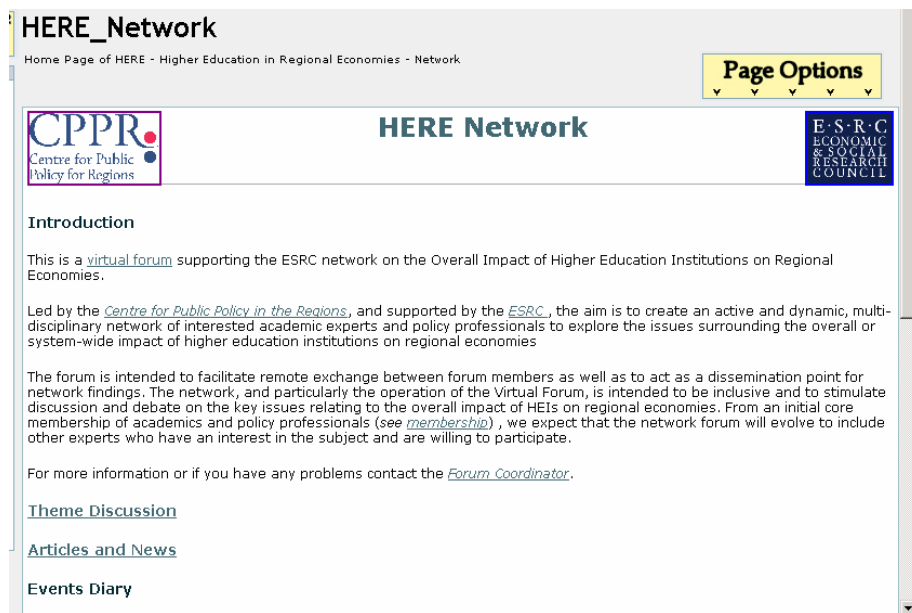 HERE_Network
Home Page of HERE - Higher Education in Regional Economies - Network
Page Options
CPPR
Centre for Public
Policy for Regions
HERE Network
E·S·R·C
ECONOMIC
& SOCIAL
RESEARCH
COUNCIL
Introduction
This is a virtual forum supporting the ESRC network on the Overall Impact of Higher Education Institutions on Regional
Economies.
Led by the Centre for Public Policy in the Regions, and supported by the ESRC , the aim is to create an active and dynamic, multi-
disciplinary network of interested academic experts and policy professionals to explore the issues surrounding the overall or
system-wide impact of higher education institutions on regional economies
The forum is intended to facilitate remote exchange between forum members as well as to act as a dissemination point for
network findings. The network, and particularly the operation of the Virtual Forum, is intended to be inclusive and to stimulate
discussion and debate on the key issues relating to the overall impact of HEIs on regional economies. From an initial core
membership of academics and policy professionals (see membership) , we expect that the network forum will evolve to include
other experts who have an interest in the subject and are willing to participate.
For more information or if you have any problems contact the Forum Coordinator.
Theme Discussion
Articles and News
Events Diary